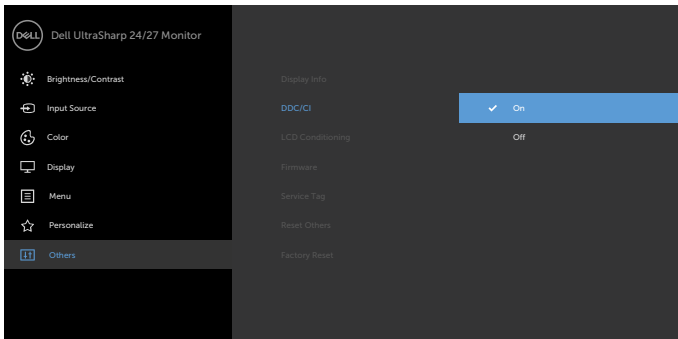 DELL Dell UltraSharp 24/27 Monitor
Brightness/Contrast
Input Source
Color
Display
Menu
Personalize
Others
Display Info
DDC/CI
LCD Conditioning
Firmware
Service Tag
Reset Others
Factory Reset
On
Off